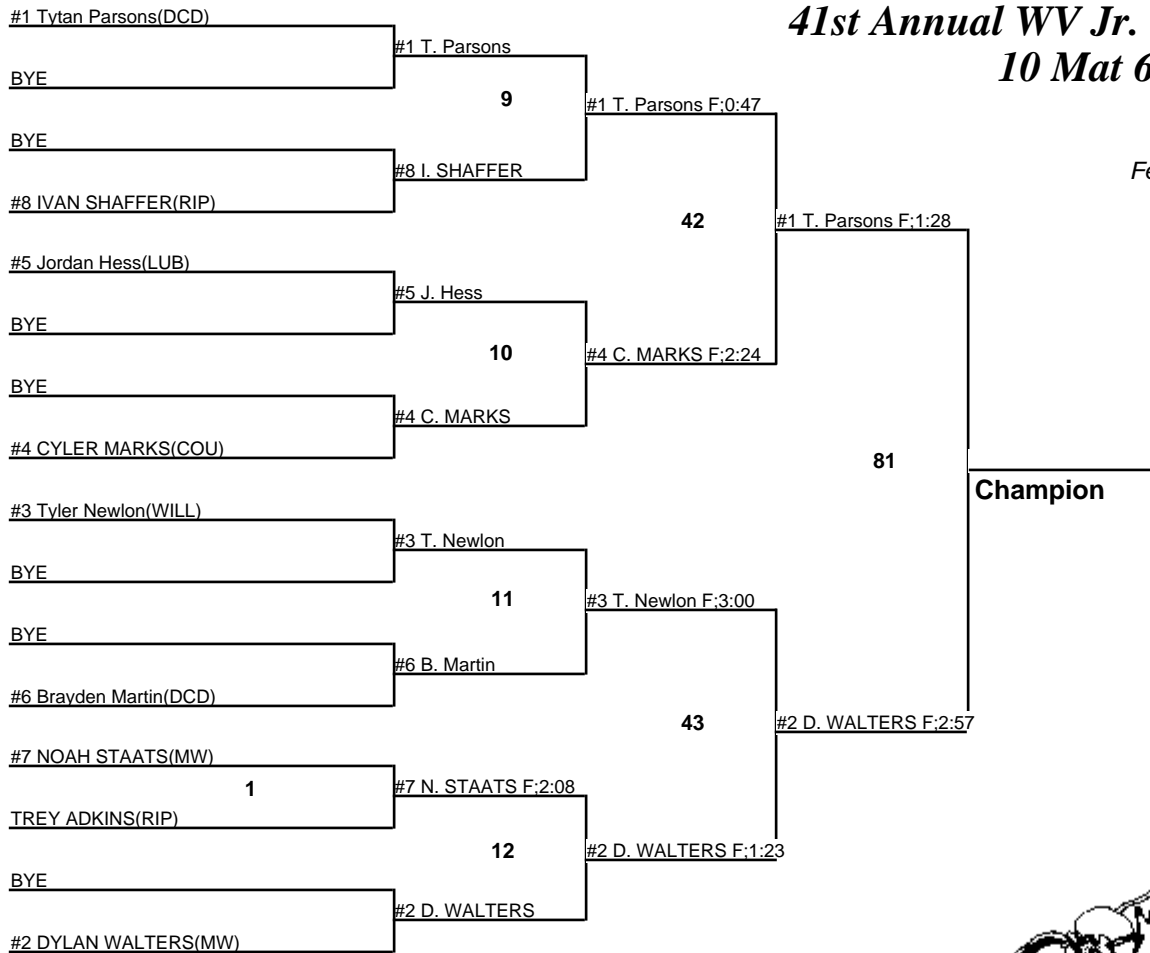 #1 Tytan Parsons(DCD)
41st Annual WV Jr.
#1 T. Parsons
10 Mat 6
BYE
9
#1 T. Parsons F;0:47
BYE
#8 I. SHAFFER
Fe
#8 IVAN SHAFFER(RIP)
42
#1 T. Parsons F;1:28
#5 Jordan Hess(LUB)
#5 J. Hess
BYE
10
#4 C. MARKS F;2:24
BYE
#4 C. MARKS
#4 CYLER MARKS(COU)
81
Champion
#3 Tyler Newlon(WILL)
#3 T. Newlon
BYE
11
#3 T. Newlon F;3:00
BYE
#6 B. Martin
#6 Brayden Martin(DCD)
43
#2 D. WALTERS F;2:57
#7 NOAH STAATS(MW)
1
#7 N. STAATS F;2:08
TREY ADKINS(RIP)
12
#2 D. WALTERS F;1:23
BYE
#2 D. WALTERS
#2 DYLAN WALTERS(MW)